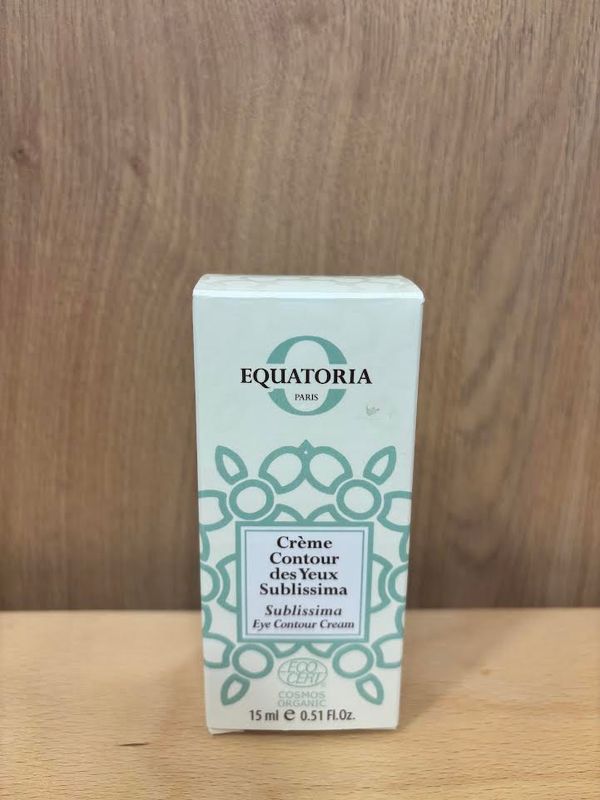 EQUATORIA
PARIS
Crème
Contour
des Yeux
Sublissima
Sublissima
Eye Contour Cream
ECO
CERT
COSMOS
ORGANIC
15 ml e 0.51 Fl.Oz.